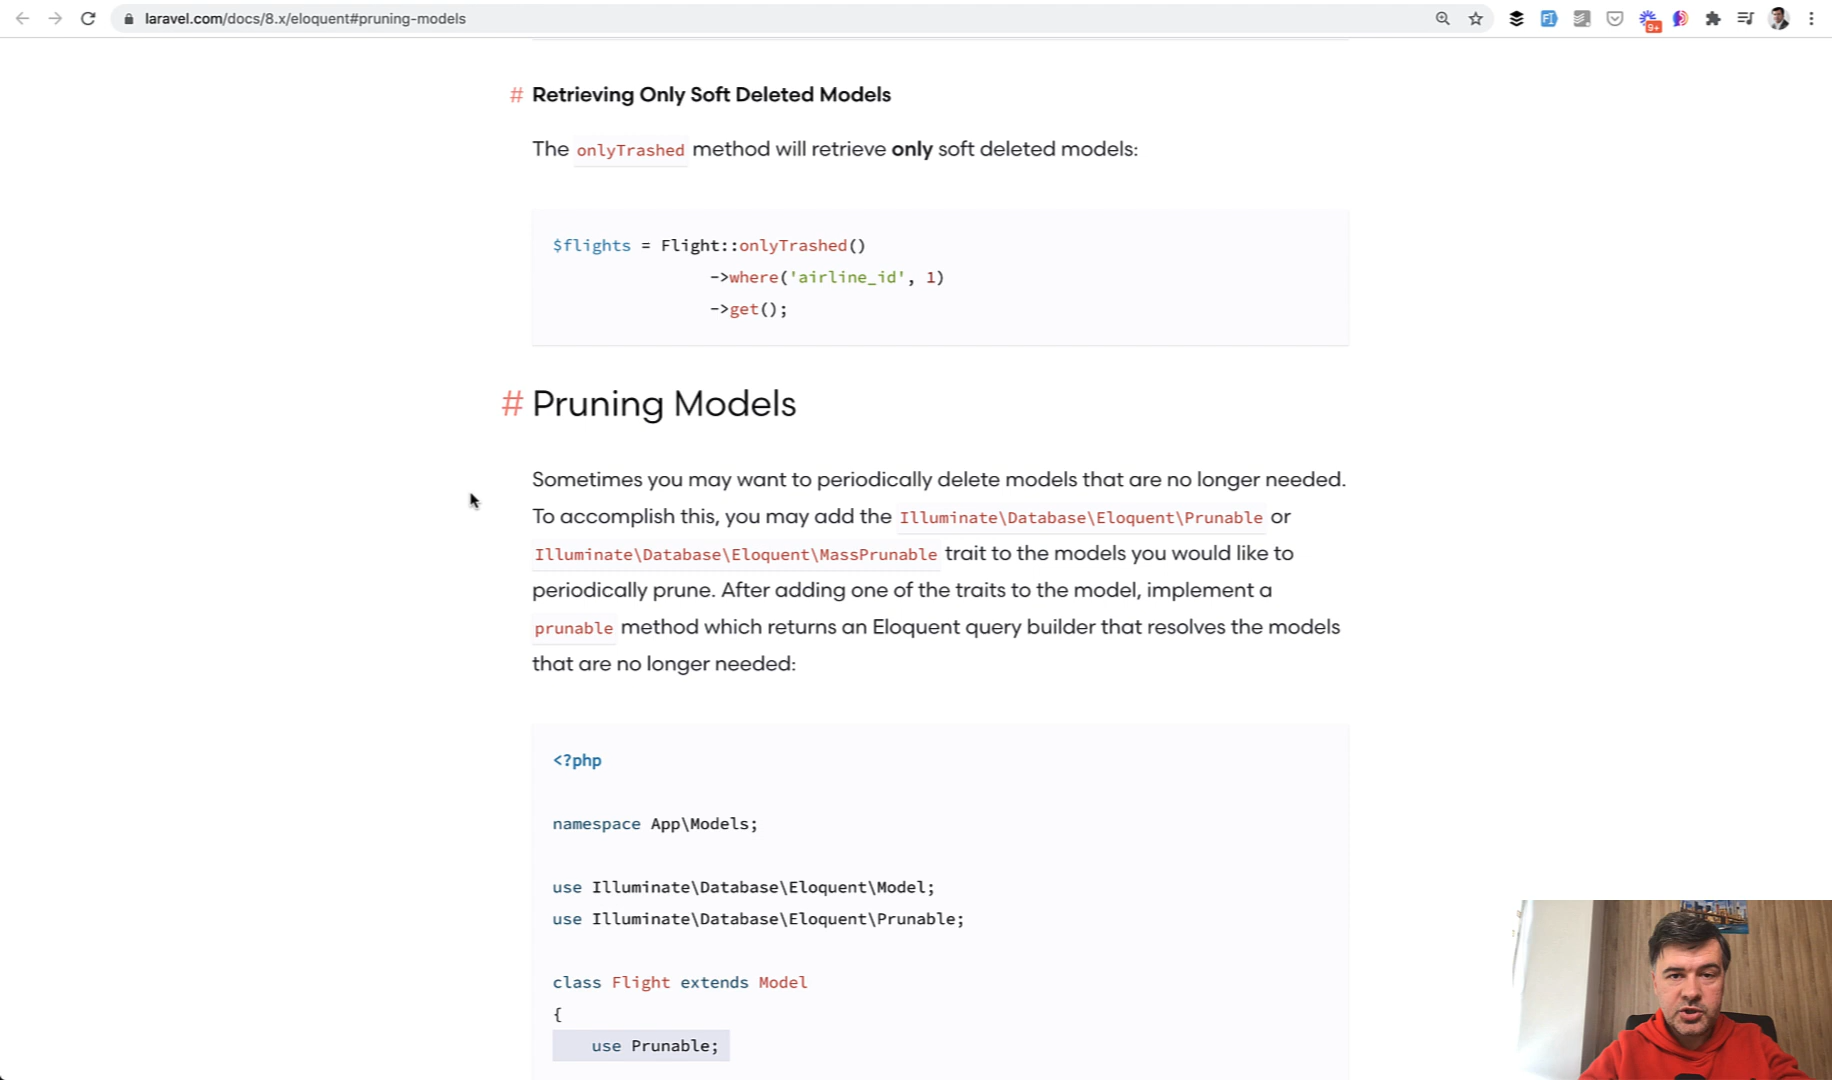 laravel.com/docs/8.x/eloquent#pruning-models
9+
# Retrieving Only Soft Deleted Models
The onlyTrashed method will retrieve only soft deleted models:
$flights = Flight::onlyTrashed()
->where('airline_id', 1)
->get();
# Pruning Models
Sometimes you may want to periodically delete models that are no longer needed.
To accomplish this, you may add the Illuminate\Database\Eloquent\Prunable or
Illuminate\Database\Eloquent\MassPrunable trait to the models you would like to
periodically prune. After adding one of the traits to the model, implement a
prunable method which returns an Eloquent query builder that resolves the models
that are no longer needed:
<?php
namespace App\Models;
use Illuminate\Database\Eloquent\Model;
use Illuminate\Database\Eloquent\Prunable;
class Flight extends Model
{
use Prunable;